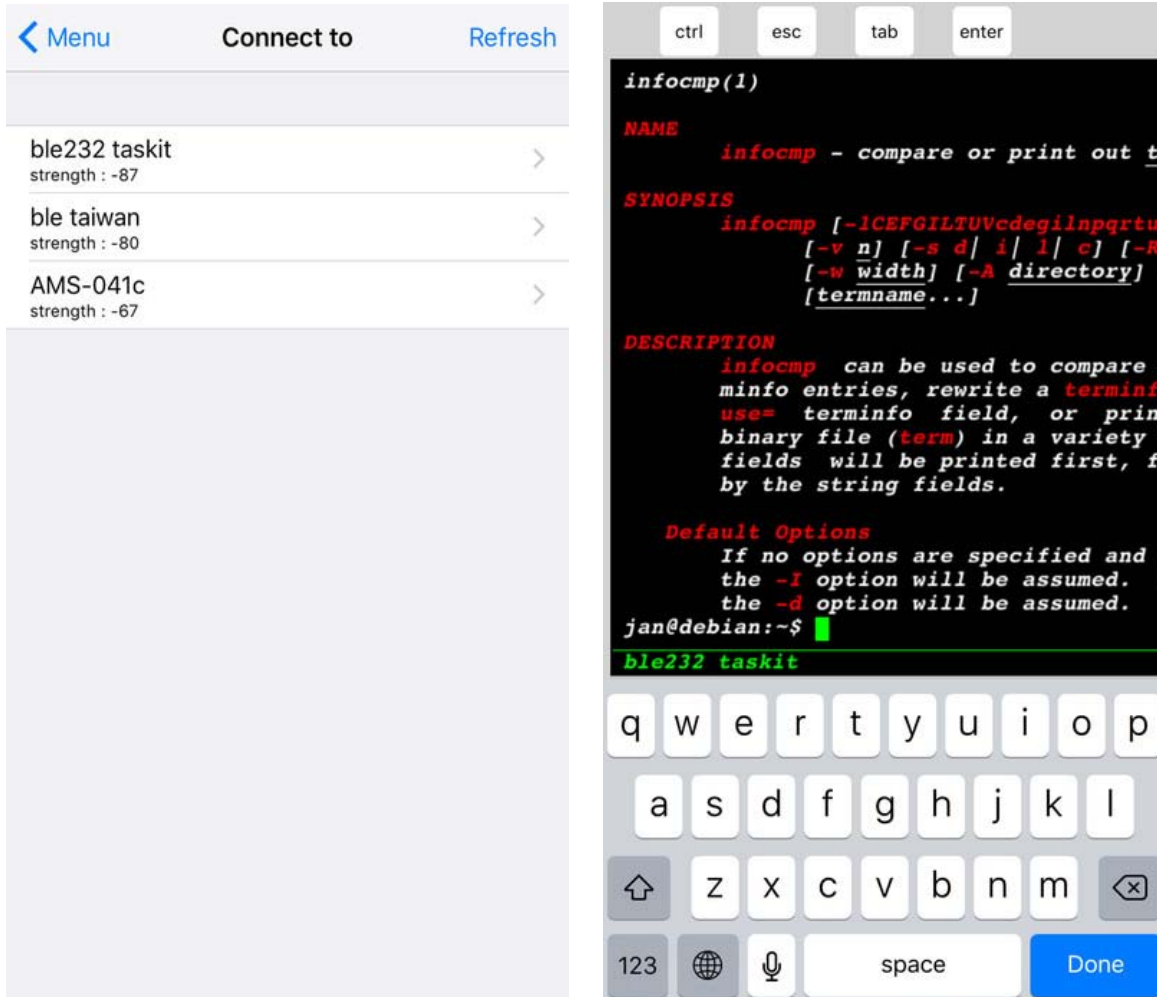 Menu
Connect to
Refresh
ble232 taskit
strength : -87
ble taiwan
strength : -80
AMS-041c
strength : -67
ctrl esc tab enter
infocmp(1)
NAME
infocmp - compare or print out t
SYNOPSIS
infocmp [-1CEFGILTUVcdegilnpqrtu
[-v n] [-s d| i| l| c] [-R
[-w width] [-A directory]
[termname...]
DESCRIPTION
infocmp can be used to compare
minfo entries, rewrite a terminf
use= terminfo field, or prin
binary file (term) in a variety
fields will be printed first, f
by the string fields.
Default Options
If no options are specified and
the -I option will be assumed.
the -d option will be assumed.
jan@debian:~$
ble232 taskit
q w e r t y u i o p
a s d f g h j k l
z x c v b n m
123 space Done